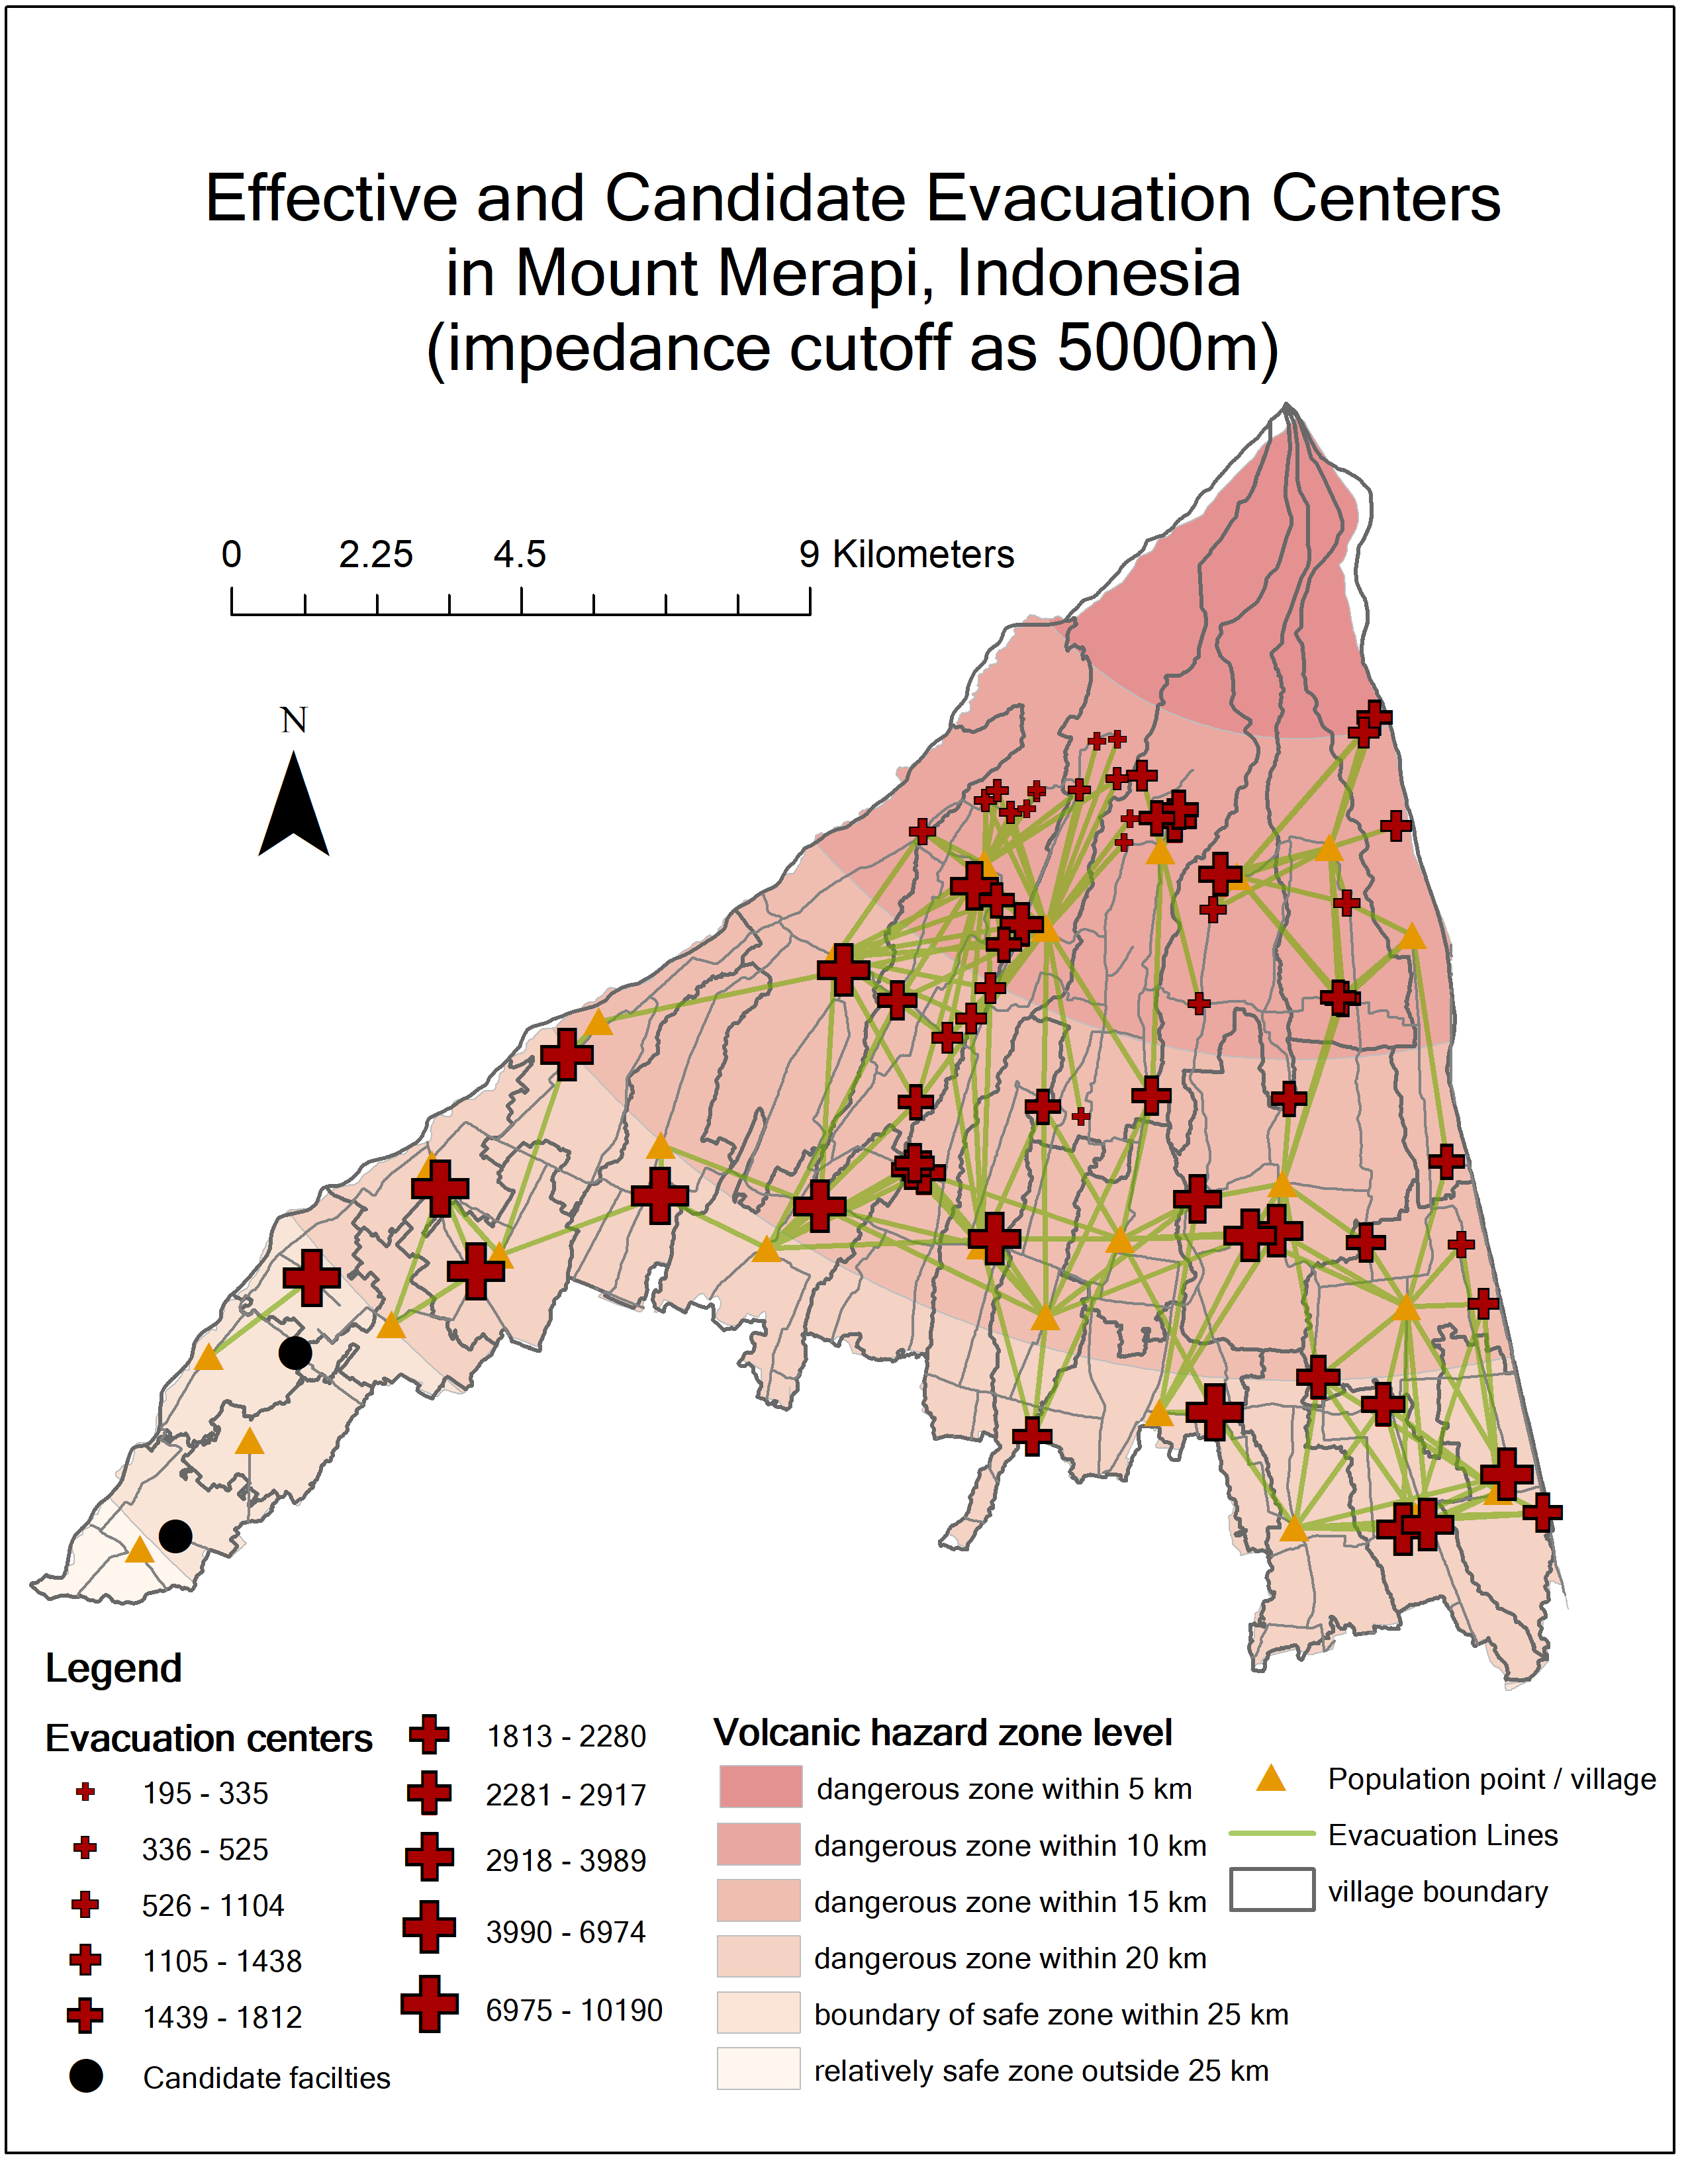 Effective and Candidate Evacuation Centers
in Mount Merapi, Indonesia
(impedance cutoff as 5000m)
0 2.25 4.5 9 Kilometers
N
Legend
Evacuation centers
195 - 335
336 - 525
526 - 1104
1105 - 1438
1439 - 1812
Candidate facilties
1813 - 2280
2281 - 2917
2918 - 3989
3990 - 6974
6975 - 10190
Volcanic hazard zone level
dangerous zone within 5 km
dangerous zone within 10 km
dangerous zone within 15 km
dangerous zone within 20 km
boundary of safe zone within 25 km
relatively safe zone outside 25 km
Population point / village
Evacuation Lines
village boundary